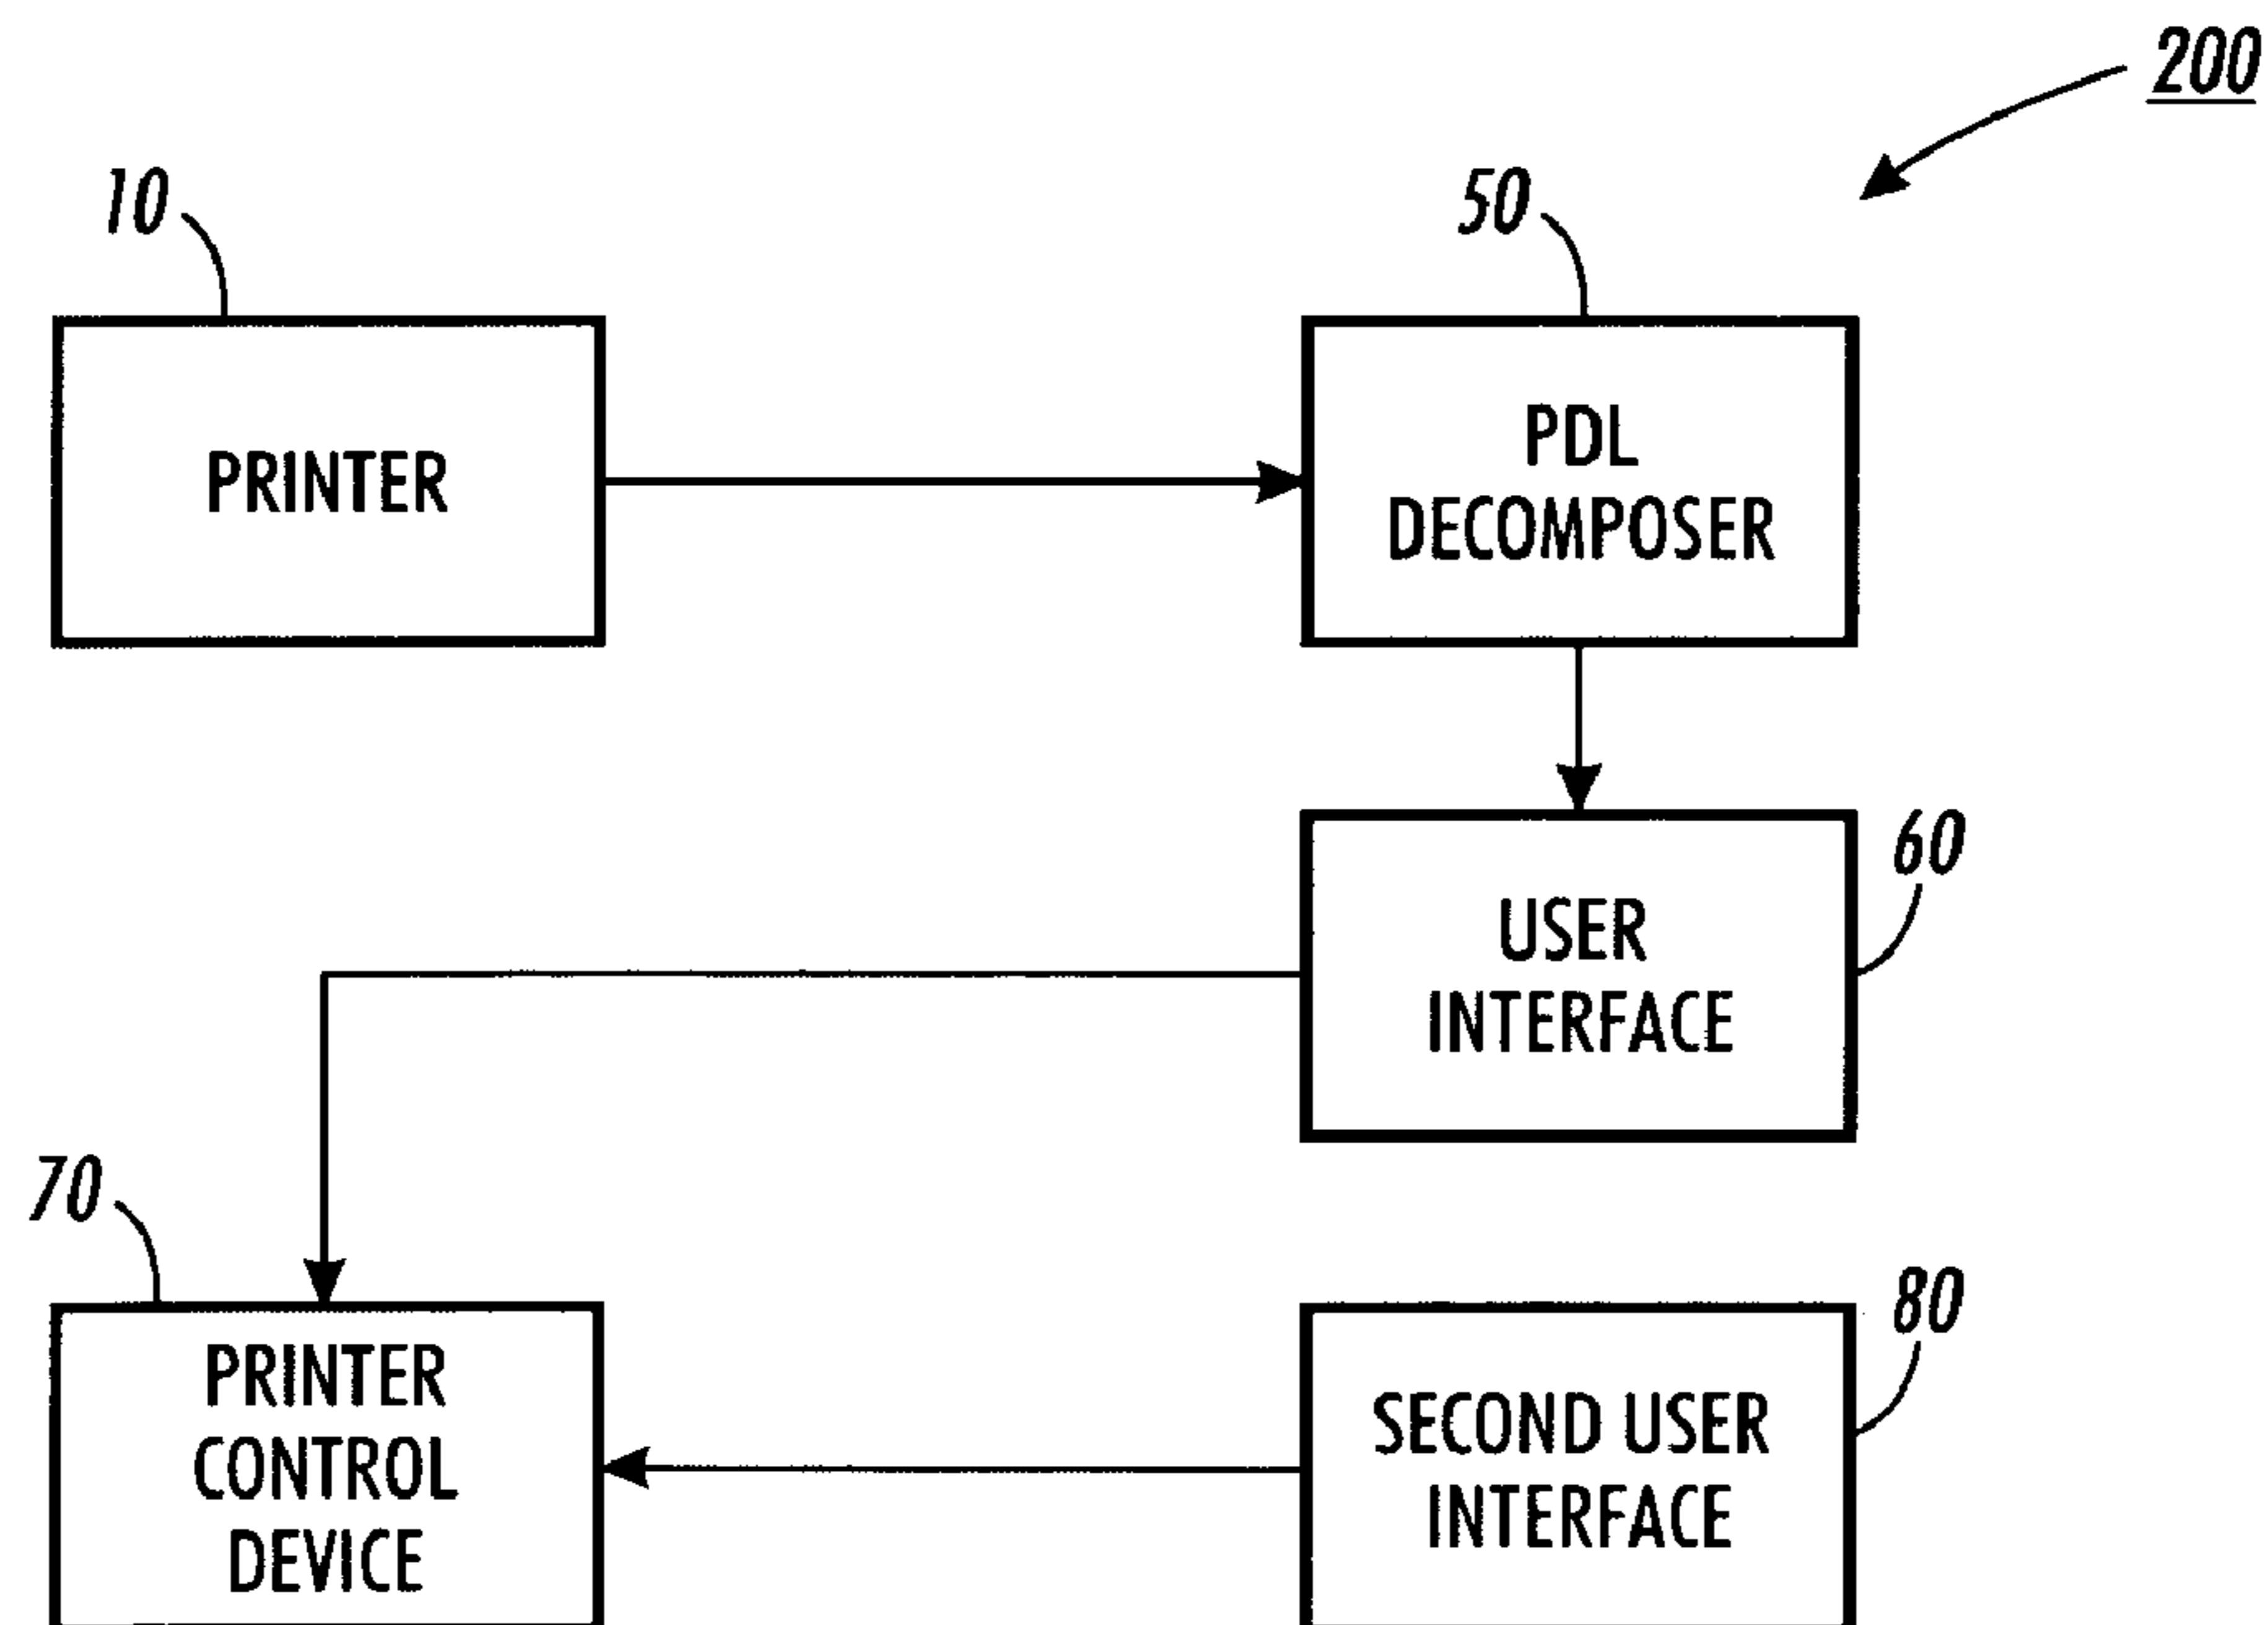 200
10
50
PRINTER
PDL
DECOMPOSER
60
USER
INTERFACE
70
80
PRINTER
CONTROL
DEVICE
SECOND USER
INTERFACE